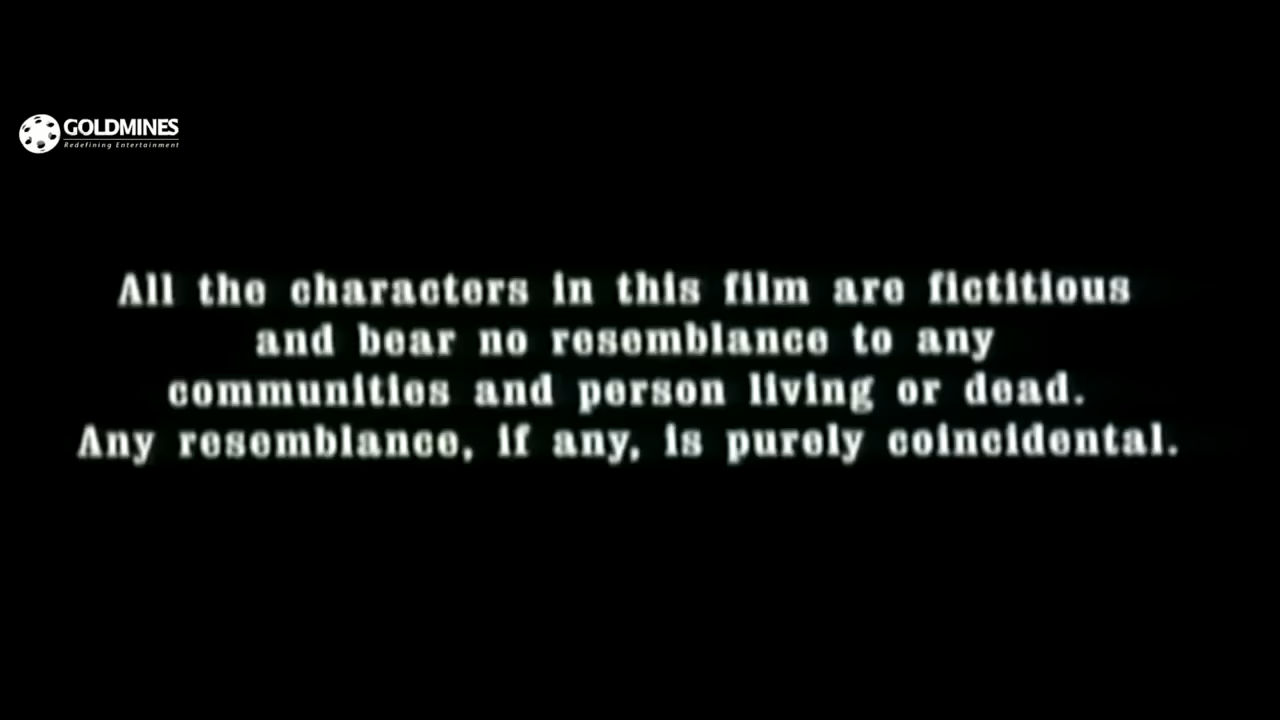 GOLDMINES
Redefining Entertainment
All the characters in this film are fictitious
and bear no resemblance to any
communities and person living or dead.
Any resemblance, if any, is purely coincidental.